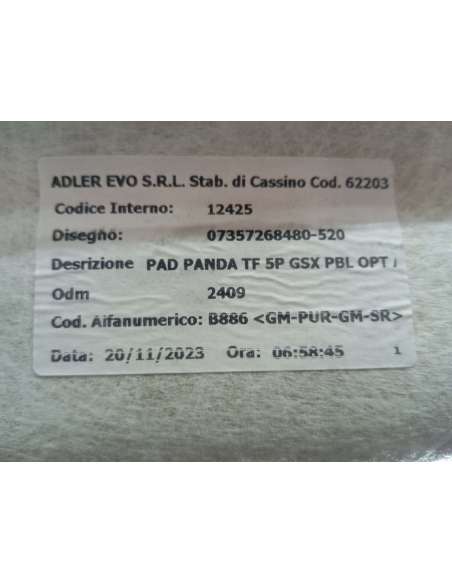 ADLER EVO S.R.L. Stab. di Cassino Cod. 62203
Codice Interno: 12425
Disegno: 07357268480-520
Desrizione PAD PANDA TF 5P GSX PBL OPT
Odm 2409
Cod. Alfanumerico: B886 <GM-PUR-GM-SR>
Data: 20/11/2023 Ora: 06:58:45 1